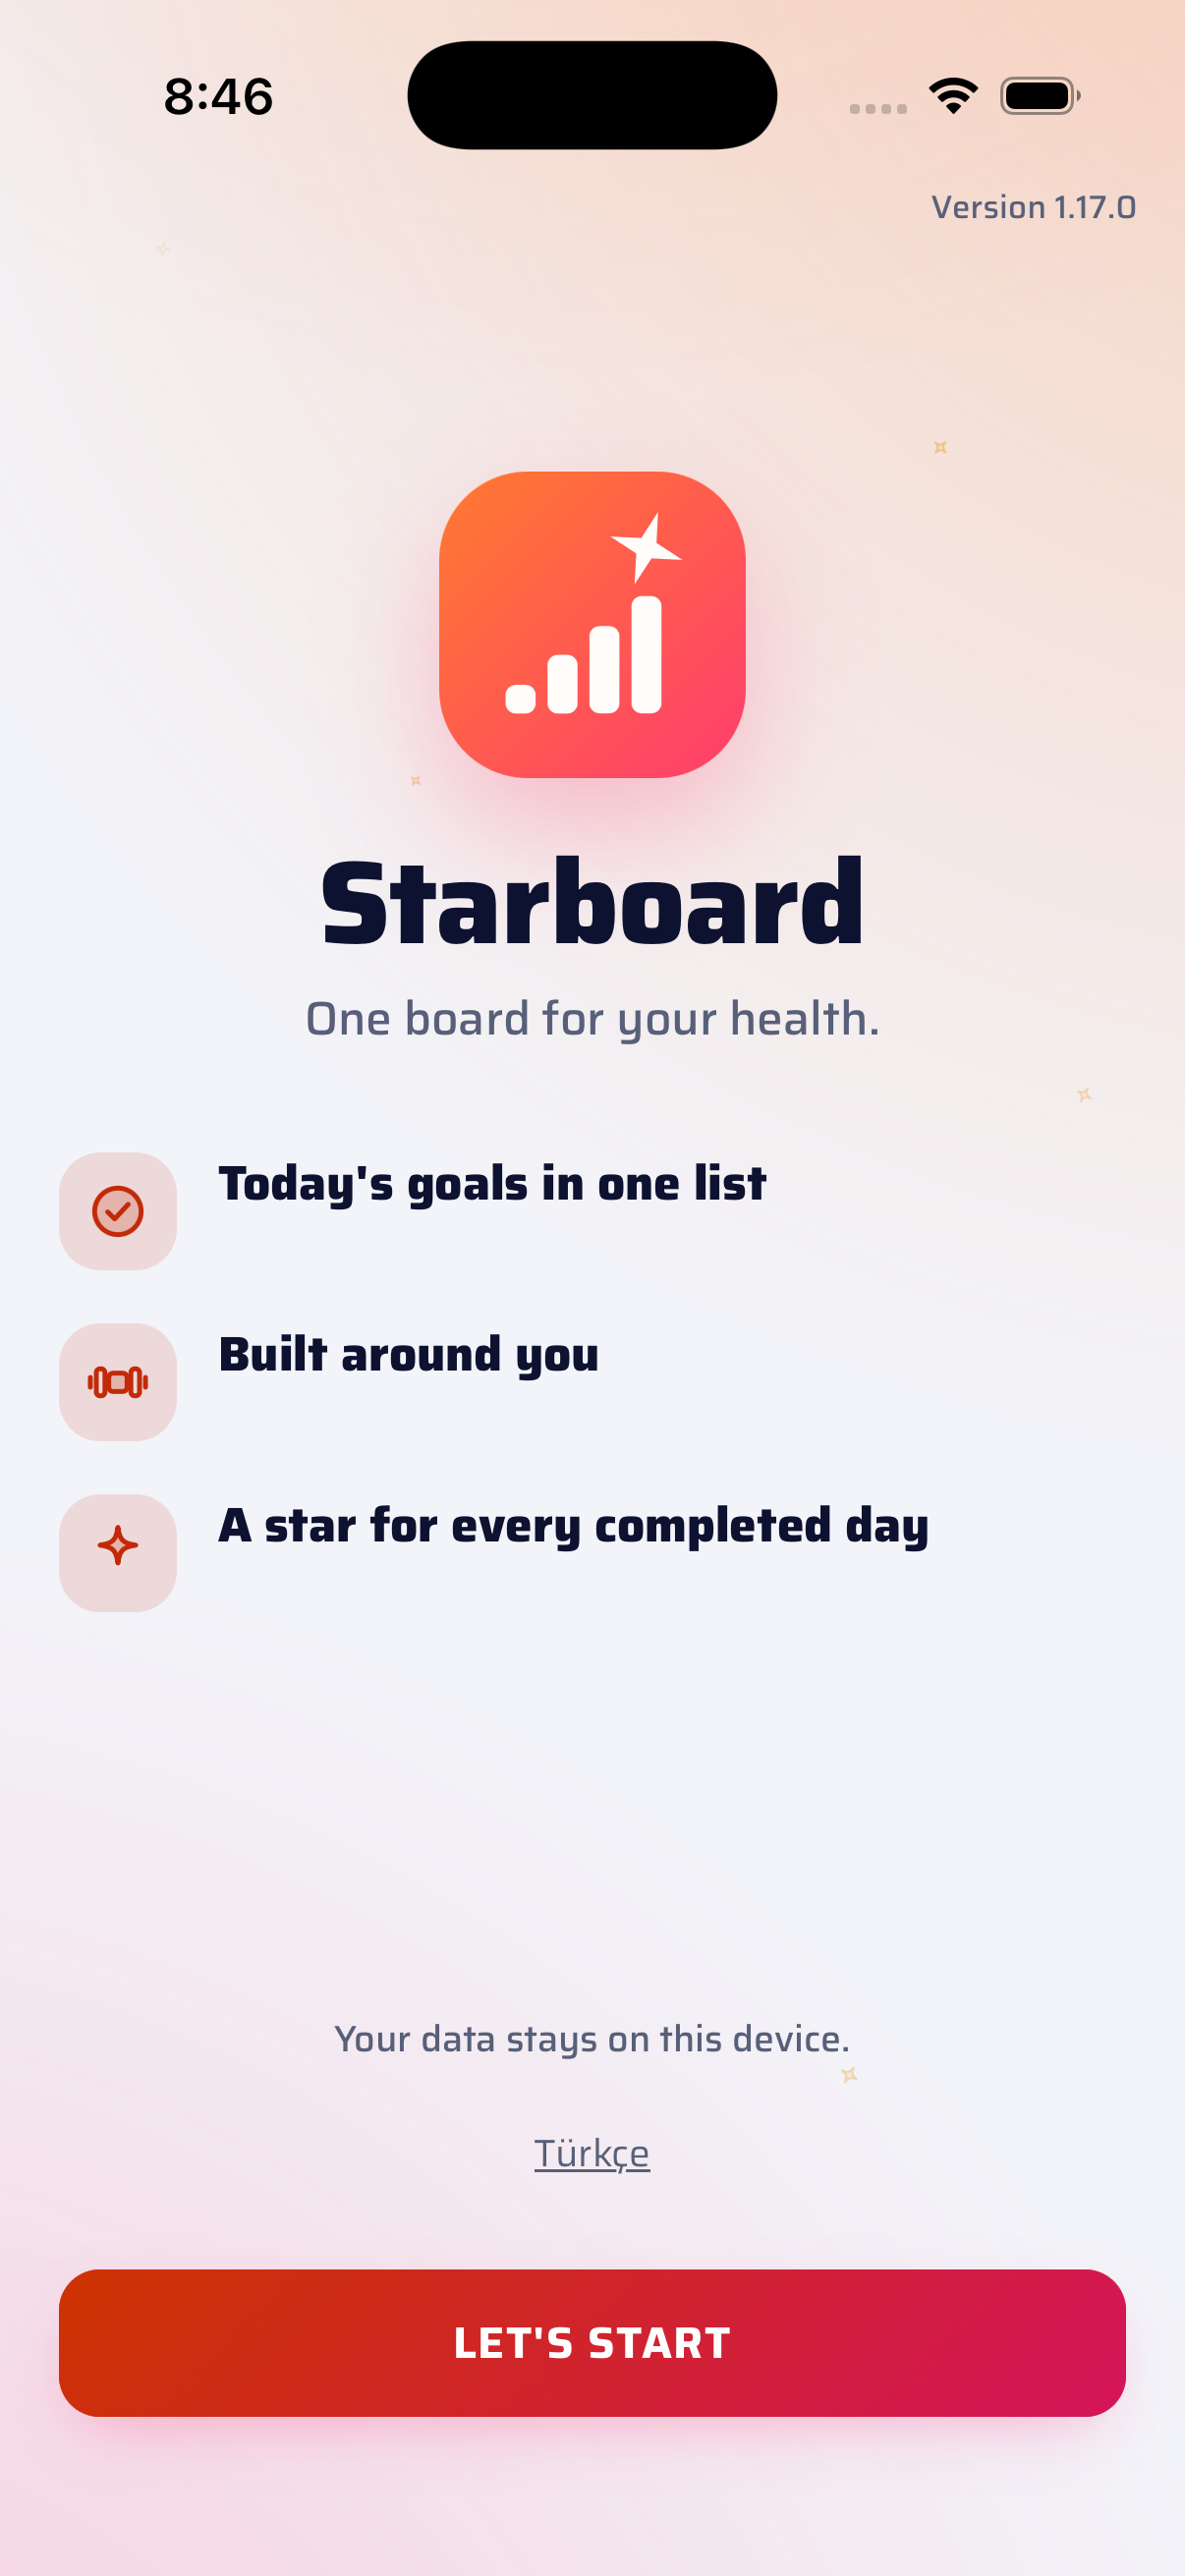 8:46
Version 1.17.0
Starboard
One board for your health.
Today's goals in one list
Built around you
A star for every completed day
Your data stays on this device.
Türkçe
LET'S START